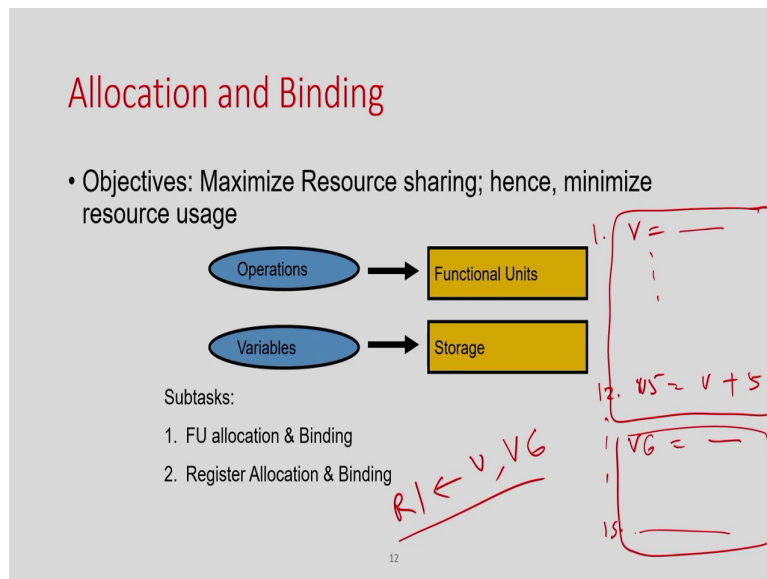 Allocation and Binding
• Objectives: Maximize Resource sharing; hence, minimize
resource usage
Operations
Functional Units
Variables
Storage
Subtasks:
1. FU allocation & Binding
2. Register Allocation & Binding
R1 ← V, V6
1. V = —
12. V5 = V + 5
V6 = —
15. —
12